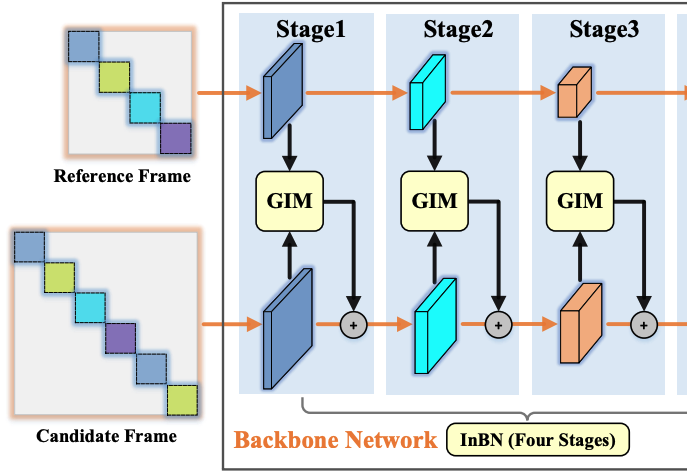 Stage1
Stage2
Stage3
Reference Frame
GIM
GIM
GIM
+
+
+
Candidate Frame
Backbone Network
InBN (Four Stages)